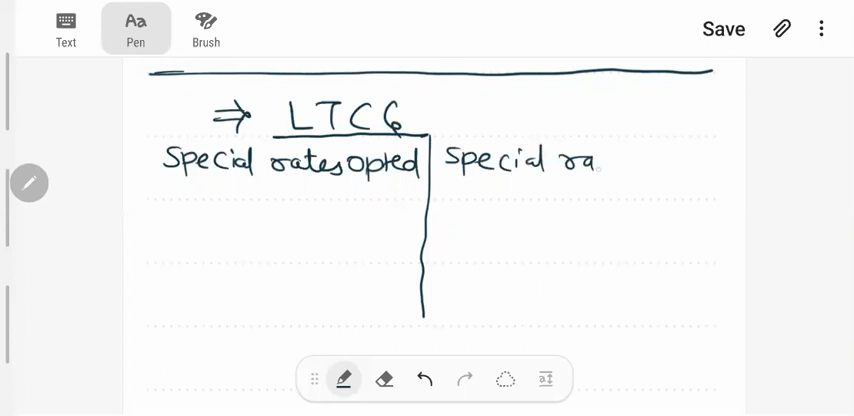 Text
Pen
Brush
Save
⇒ LTCG
Special rates opted
Special ra